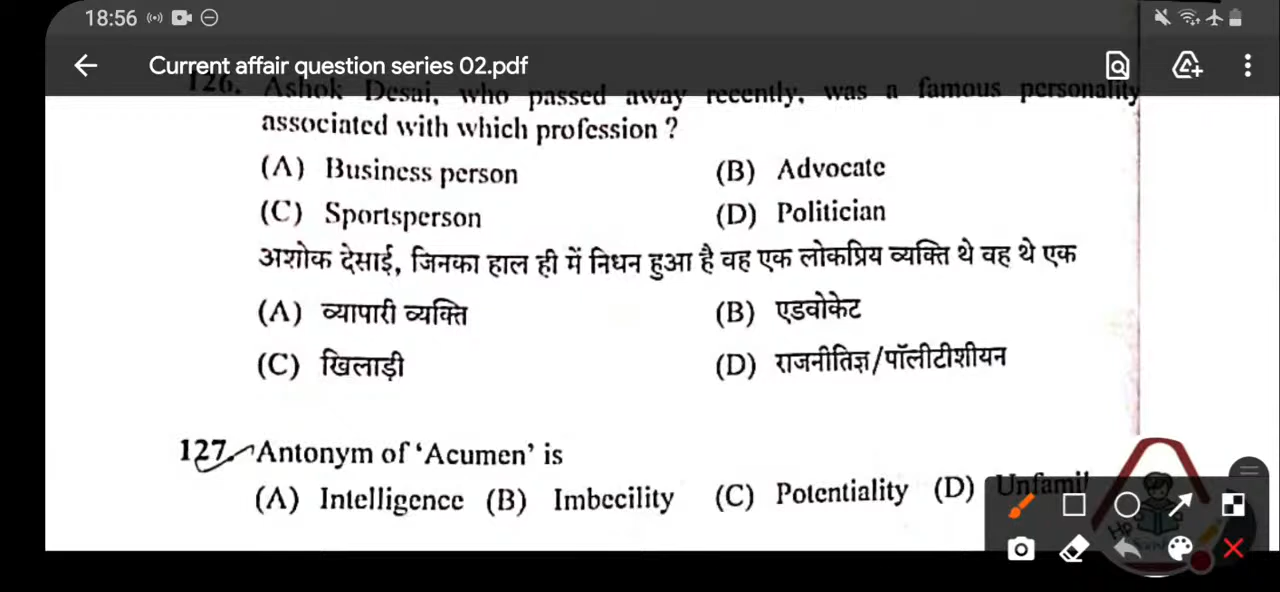 18:56
Current affair question series 02.pdf
126. Ashok Desai, who passed away recently, was a famous personality
associated with which profession ?
(A) Business person (B) Advocate
(C) Sportsperson (D) Politician
अशोक देसाई, जिनका हाल ही में निधन हुआ है वह एक लोकप्रिय व्यक्ति थे वह थे एक
(A) व्यापारी व्यक्ति (B) एडवोकेट
(C) खिलाड़ी (D) राजनीतिज्ञ/पॉलीटीशीयन
127. Antonym of ‘Acumen’ is
(A) Intelligence (B) Imbecility (C) Potentiality (D)
Hp